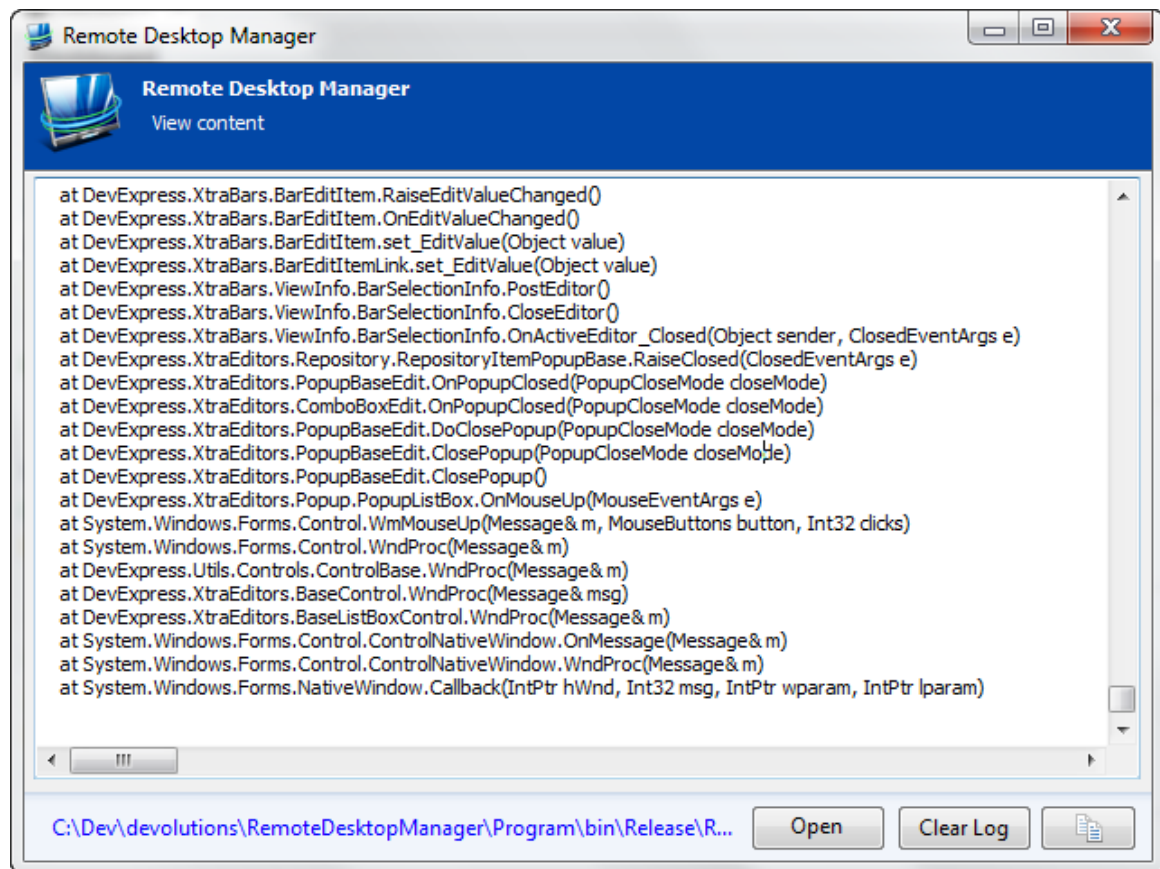 Remote Desktop Manager
Remote Desktop Manager
View content
at DevExpress.XtraBars.BarEditItem.RaiseEditValueChanged()
at DevExpress.XtraBars.BarEditItem.OnEditValueChanged()
at DevExpress.XtraBars.BarEditItem.set_EditValue(Object value)
at DevExpress.XtraBars.BarEditItemLink.set_EditValue(Object value)
at DevExpress.XtraBars.ViewInfo.BarSelectionInfo.PostEditor()
at DevExpress.XtraBars.ViewInfo.BarSelectionInfo.CloseEditor()
at DevExpress.XtraBars.ViewInfo.BarSelectionInfo.OnActiveEditor_Closed(Object sender, ClosedEventArgs e)
at DevExpress.XtraEditors.Repository.RepositoryItemPopupBase.RaiseClosed(ClosedEventArgs e)
at DevExpress.XtraEditors.PopupBaseEdit.OnPopupClosed(PopupCloseMode closeMode)
at DevExpress.XtraEditors.ComboBoxEdit.OnPopupClosed(PopupCloseMode closeMode)
at DevExpress.XtraEditors.PopupBaseEdit.DoClosePopup(PopupCloseMode closeMode)
at DevExpress.XtraEditors.PopupBaseEdit.ClosePopup(PopupCloseMode closeMode)
at DevExpress.XtraEditors.PopupBaseEdit.ClosePopup()
at DevExpress.XtraEditors.Popup.PopupListBox.OnMouseUp(MouseEventArgs e)
at System.Windows.Forms.Control.WmMouseUp(Message& m, MouseButtons button, Int32 clicks)
at System.Windows.Forms.Control.WndProc(Message& m)
at DevExpress.Utils.Controls.ControlBase.WndProc(Message& m)
at DevExpress.XtraEditors.BaseControl.WndProc(Message& msg)
at DevExpress.XtraEditors.BaseListBoxControl.WndProc(Message& m)
at System.Windows.Forms.Control.ControlNativeWindow.OnMessage(Message& m)
at System.Windows.Forms.Control.ControlNativeWindow.WndProc(Message& m)
at System.Windows.Forms.NativeWindow.Callback(IntPtr hWnd, Int32 msg, IntPtr wparam, IntPtr lparam)
C:\Dev\devolutions\RemoteDesktopManager\Program\bin\Release\R... Open Clear Log